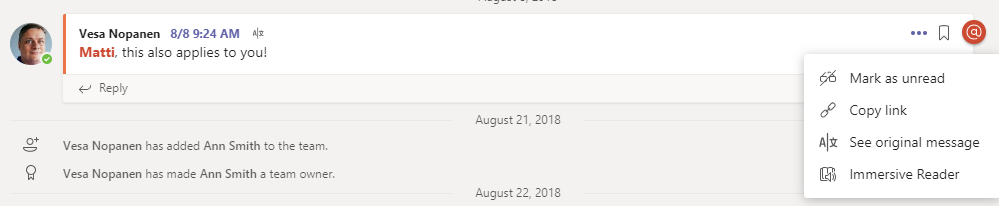 Vesa Nopanen 8/8 9:24 AM
Matti, this also applies to you!
Reply
Mark as unread
Copy link
See original message
Immersive Reader
August 21, 2018
Vesa Nopanen has added Ann Smith to the team.
Vesa Nopanen has made Ann Smith a team owner.
August 22, 2018